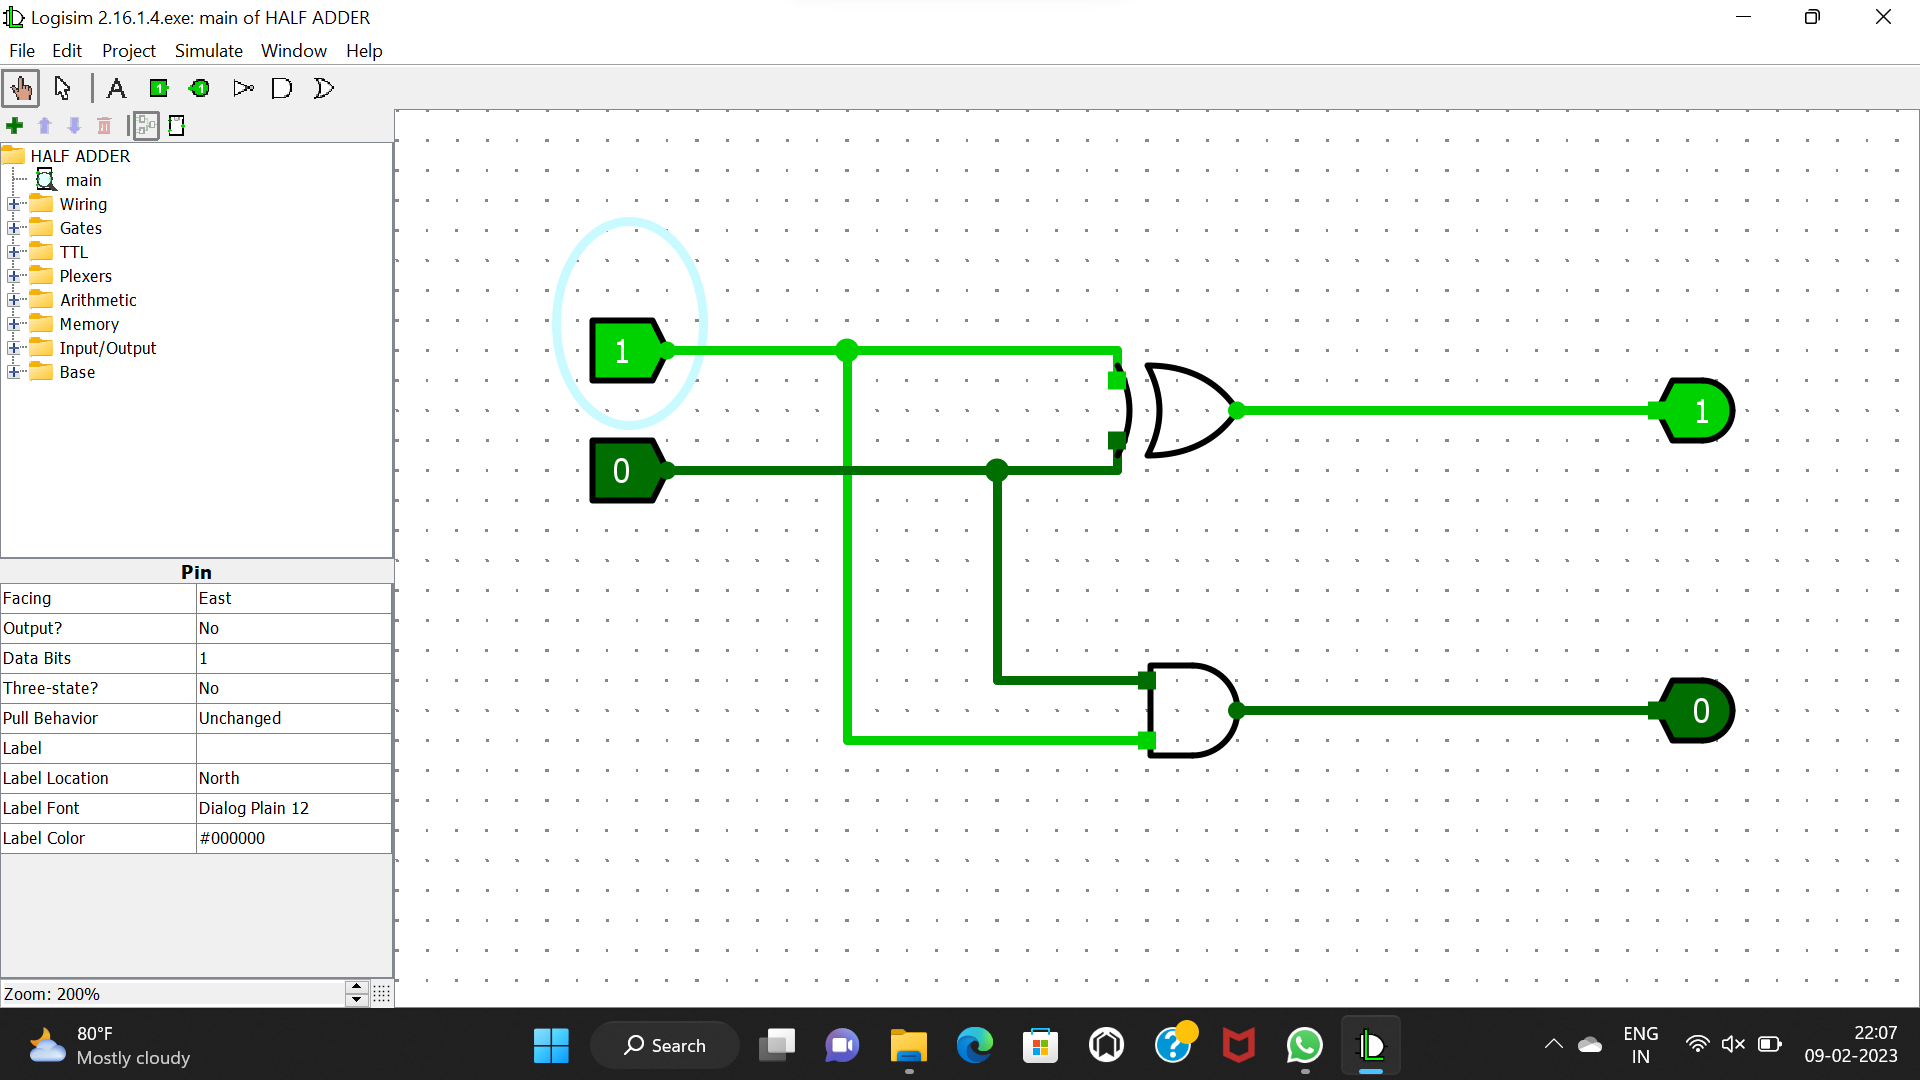 Logisim 2.16.1.4.exe: main of HALF ADDER
File Edit Project Simulate Window Help
A 1 1
HALF ADDER
main
Wiring
Gates
TTL
Plexers
Arithmetic
Memory
Input/Output
Base
1
0
1
0
Pin
Facing East
Output? No
Data Bits 1
Three-state? No
Pull Behavior Unchanged
Label
Label Location North
Label Font Dialog Plain 12
Label Color #000000
Zoom: 200%
80°F
Mostly cloudy
Search
?
ENG
IN
22:07
09-02-2023